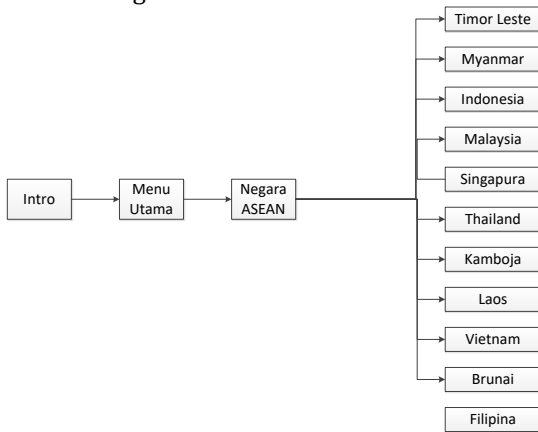 Timor Leste
Myanmar
Indonesia
Malaysia
Singapura
Intro
Menu
Utama
Negara
ASEAN
Thailand
Kamboja
Laos
Vietnam
Brunai
Filipina